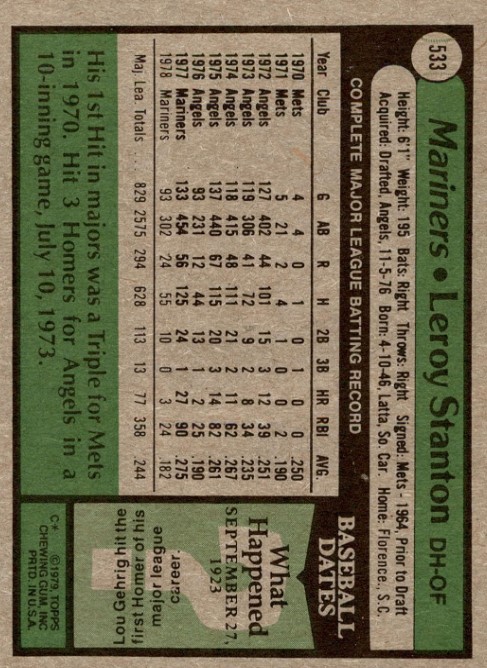 533
Mariners • Leroy Stanton DH-OF
Height: 6'1" Weight: 195 Bats: Right Throws: Right Signed: Mets - 1964, Prior to Draft
Acquired: Drafted, Angels, 11-5-76 Born: 4-10-46, Latta, So. Car. Home: Florence, S.C.
COMPLETE MAJOR LEAGUE BATTING RECORD
Year Club G AB R H 2B 3B HR RBI AVG.
1970 Mets 4 4 0 1 0 1 0 0 .250
1971 Mets 5 21 2 4 1 0 0 2 .190
1972 Angels 127 402 44 101 15 3 12 39 .251
1973 Angels 119 306 41 72 9 2 8 34 .235
1974 Angels 118 415 48 111 21 2 11 62 .267
1975 Angels 137 440 67 115 20 3 14 82 .261
1976 Angels 93 231 12 44 13 1 2 25 .190
1977 Mariners 133 454 56 125 24 1 27 90 .275
1978 Mariners 93 302 24 55 10 0 3 24 .182
Maj. Lea. Totals . . . 829 2575 294 628 113 13 77 358 .244
His 1st Hit in majors was a Triple for Mets
in 1970. Hit 3 Homers for Angels in a
10-inning game, July 10, 1973.
BASEBALL
DATES
What
Happened
SEPTEMBER 27,
1923
Lou Gehrig hit the
first Homer of his
major league
career.
C* ©1979, TOPPS
CHEWING GUM, INC
PRTD. IN U.S.A.